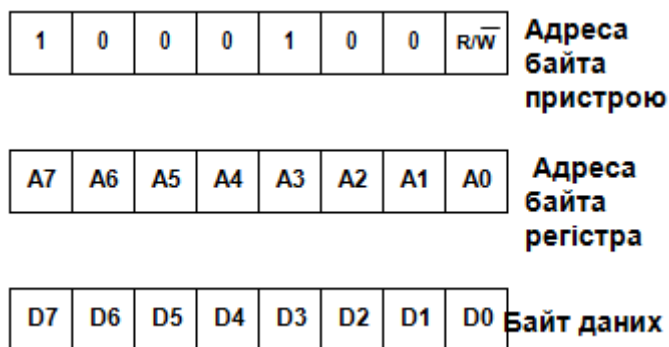 1 0 0 0 1 0 0 R/W̅ Адреса
байта
пристрою
A7 A6 A5 A4 A3 A2 A1 A0 Адреса
байта
регістра
D7 D6 D5 D4 D3 D2 D1 D0 Байт даних